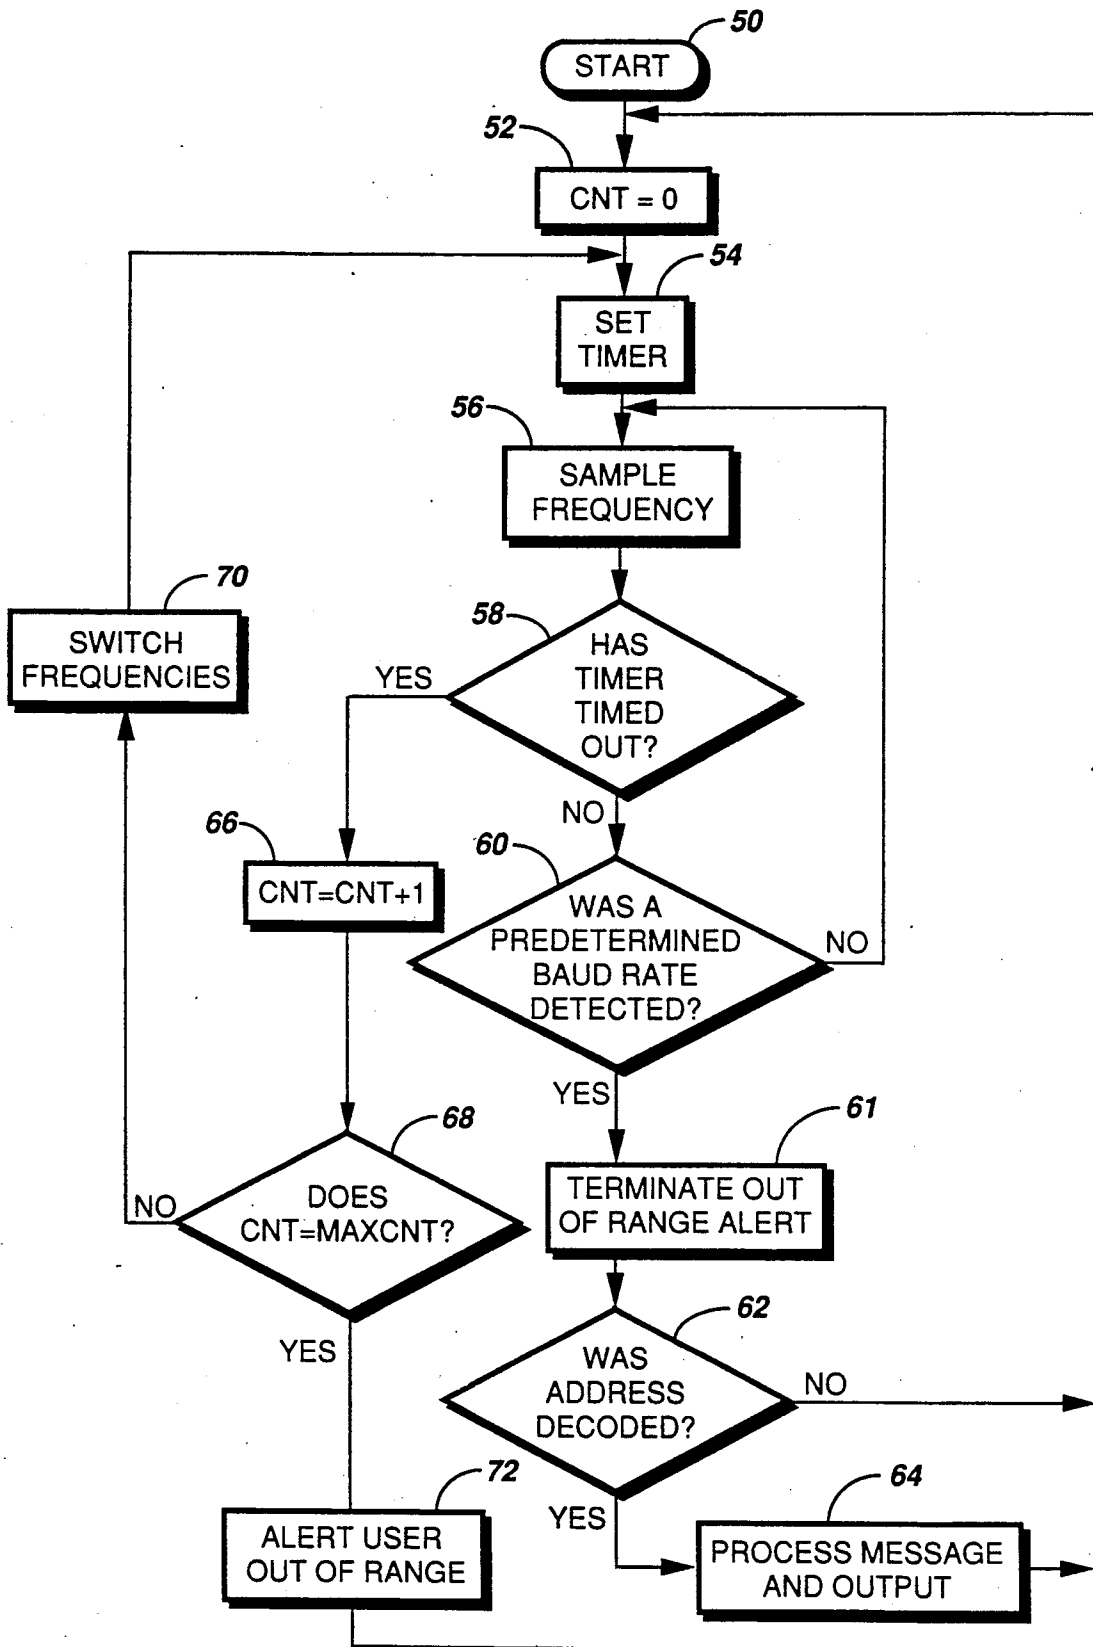 50
START
52
CNT = 0
54
SET
TIMER
56
SAMPLE
FREQUENCY
70
SWITCH
FREQUENCIES
58
HAS
TIMER
TIMED
OUT?
YES
NO
66
CNT=CNT+1
60
WAS A
PREDETERMINED
BAUD RATE
DETECTED?
NO
YES
68
DOES
CNT=MAXCNT?
NO
YES
61
TERMINATE OUT
OF RANGE ALERT
62
WAS
ADDRESS
DECODED?
NO
YES
72
ALERT USER
OUT OF RANGE
64
PROCESS MESSAGE
AND OUTPUT